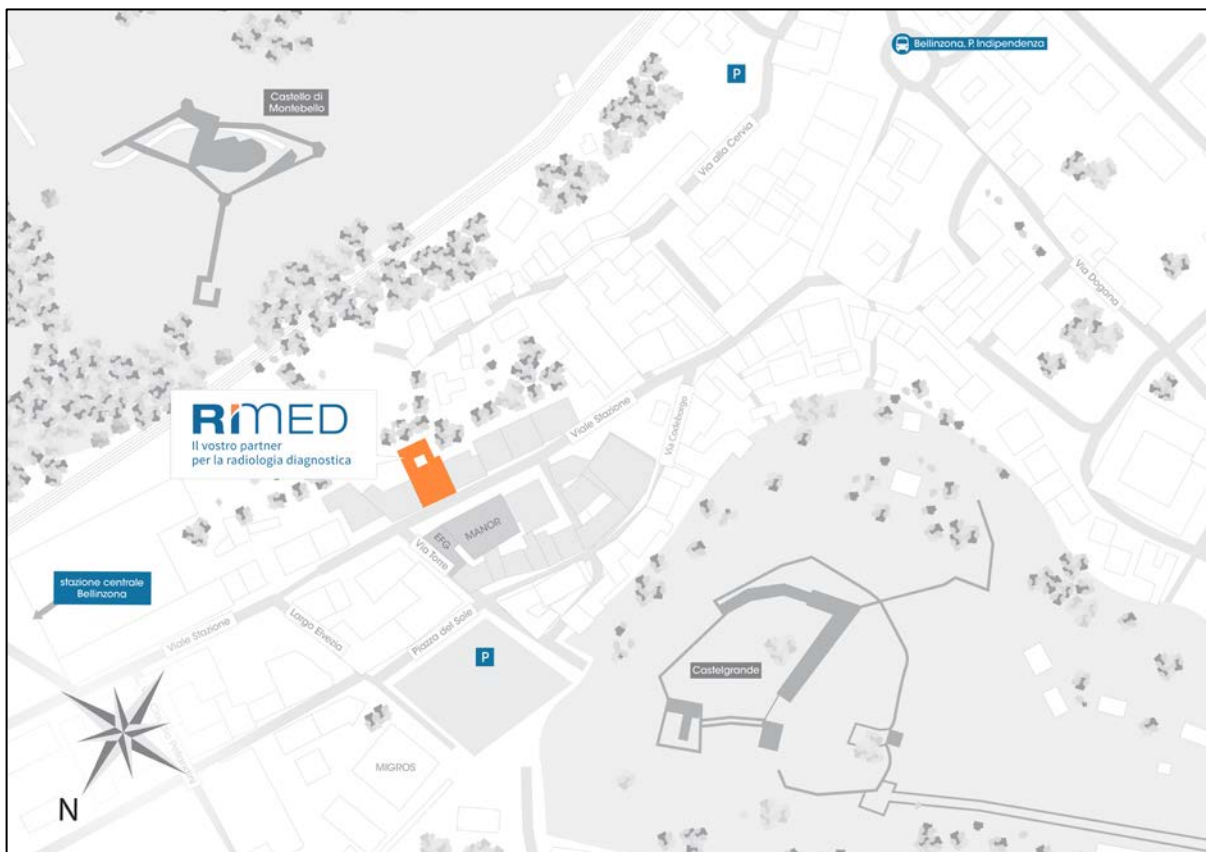 Bellinzona, P. Indipendenza
P
Castello di
Montebello
Via alla Cervia
Via Dogana
RiMED
Il vostro partner
per la radiologia diagnostica
Viale Stazione
Via Codeborgo
MANOR
EFG
Via Torre
stazione centrale
Bellinzona
Largo Elvezia
Viale Stazione
Piazza del Sole
P
Castelgrande
MIGROS
N